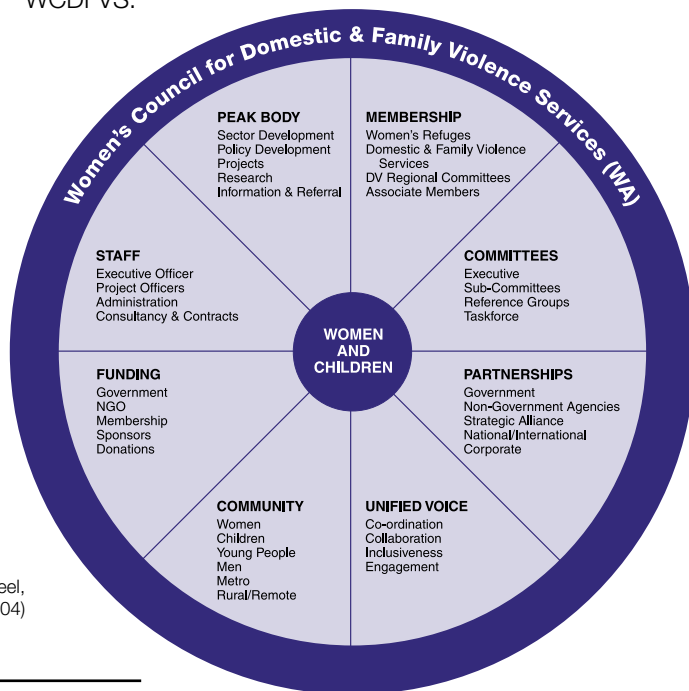 WCDFVS.
Women's Council for Domestic & Family Violence Services (WA)
PEAK BODY
Sector Development
Policy Development
Projects
Research
Information & Referral
MEMBERSHIP
Women's Refuges
Domestic & Family Violence
Services
DV Regional Committees
Associate Members
STAFF
Executive Officer
Project Officers
Administration
Consultancy & Contracts
COMMITTEES
Executive
Sub-Committees
Reference Groups
Taskforce
WOMEN
AND
CHILDREN
FUNDING
Government
NGO
Membership
Sponsors
Donations
PARTNERSHIPS
Government
Non-Government Agencies
Strategic Alliance
National/International
Corporate
COMMUNITY
Women
Children
Young People
Men
Metro
Rural/Remote
UNIFIED VOICE
Co-ordination
Collaboration
Inclusiveness
Engagement
eel,
04)